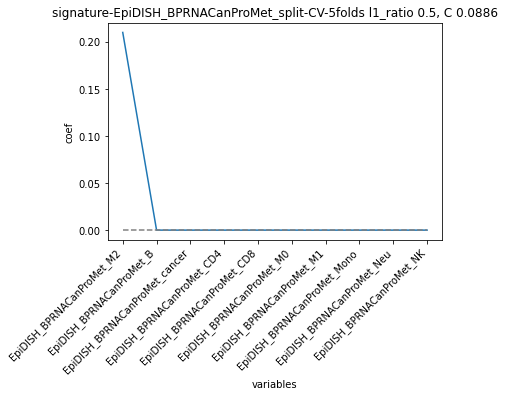 signature-EpiDISH_BPRNACanProMet_split-CV-5folds l1_ratio 0.5, C 0.0886
0.20
0.15
0.10
0.05
0.00
coef
EpiDISH_BPRNACanProMet_M2
EpiDISH_BPRNACanProMet_B
EpiDISH_BPRNACanProMet_cancer
EpiDISH_BPRNACanProMet_CD4
EpiDISH_BPRNACanProMet_CD8
EpiDISH_BPRNACanProMet_M0
EpiDISH_BPRNACanProMet_M1
EpiDISH_BPRNACanProMet_Mono
EpiDISH_BPRNACanProMet_Neu
EpiDISH_BPRNACanProMet_NK
variables